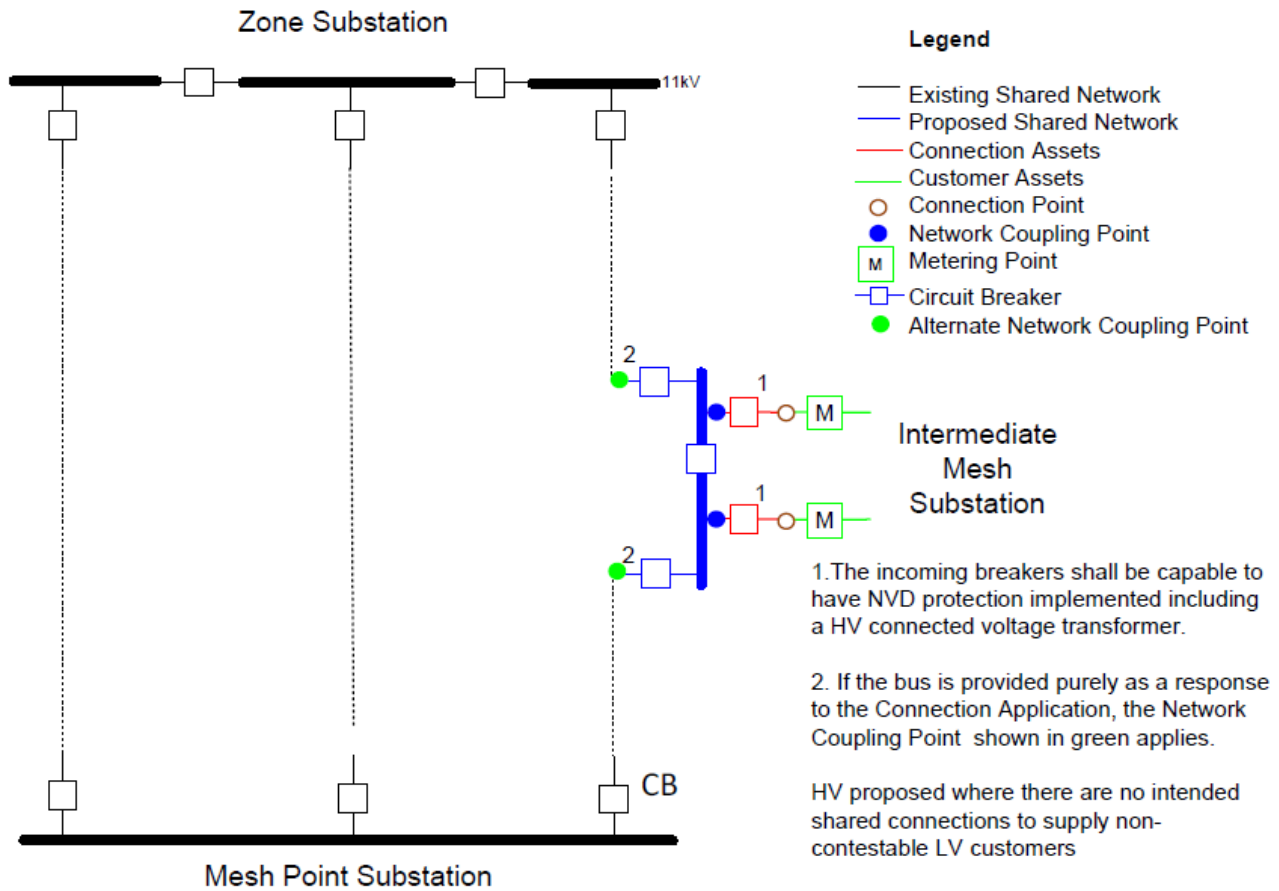 Zone Substation
11kV
Legend
Existing Shared Network
Proposed Shared Network
Connection Assets
Customer Assets
Connection Point
Network Coupling Point
M Metering Point
Circuit Breaker
Alternate Network Coupling Point
2
1
M
Intermediate
Mesh
Substation
1
M
2
1.The incoming breakers shall be capable to
have NVD protection implemented including
a HV connected voltage transformer.
2. If the bus is provided purely as a response
to the Connection Application, the Network
Coupling Point shown in green applies.
CB
HV proposed where there are no intended
shared connections to supply non-
contestable LV customers
Mesh Point Substation